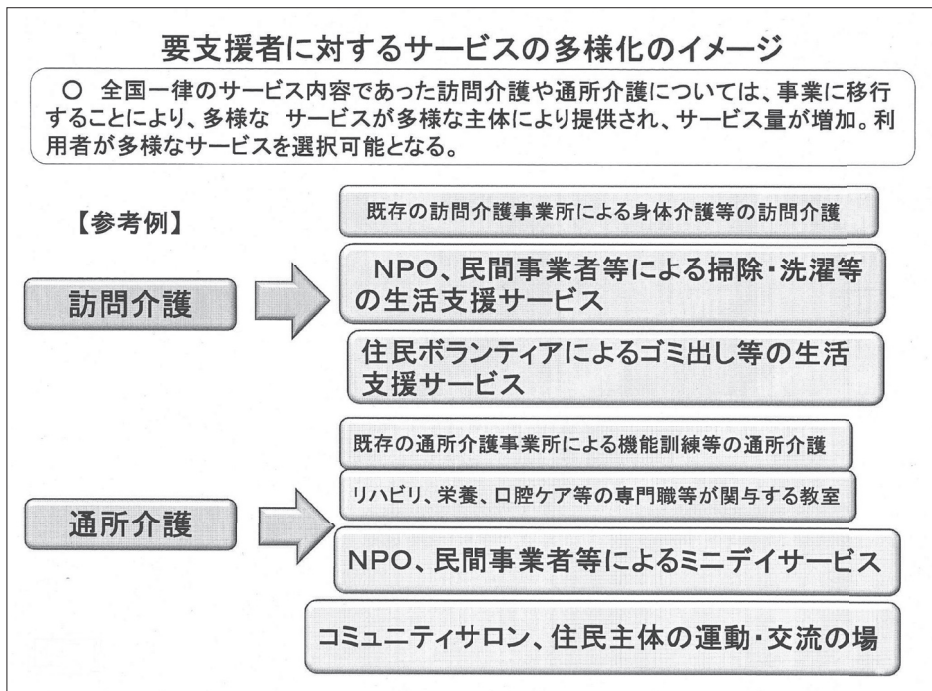 要支援者に対するサービスの多様化のイメージ
○ 全国一律のサービス内容であった訪問介護や通所介護については、事業に移行
することにより、多様な サービスが多様な主体により提供され、サービス量が増加。利
用者が多様なサービスを選択可能となる。
【参考例】
訪問介護
既存の訪問介護事業所による身体介護等の訪問介護
NPO、民間事業者等による掃除・洗濯等
の生活支援サービス
住民ボランティアによるゴミ出し等の生活
支援サービス
通所介護
既存の通所介護事業所による機能訓練等の通所介護
リハビリ、栄養、口腔ケア等の専門職等が関与する教室
NPO、民間事業者等によるミニデイサービス
コミュニティサロン、住民主体の運動・交流の場